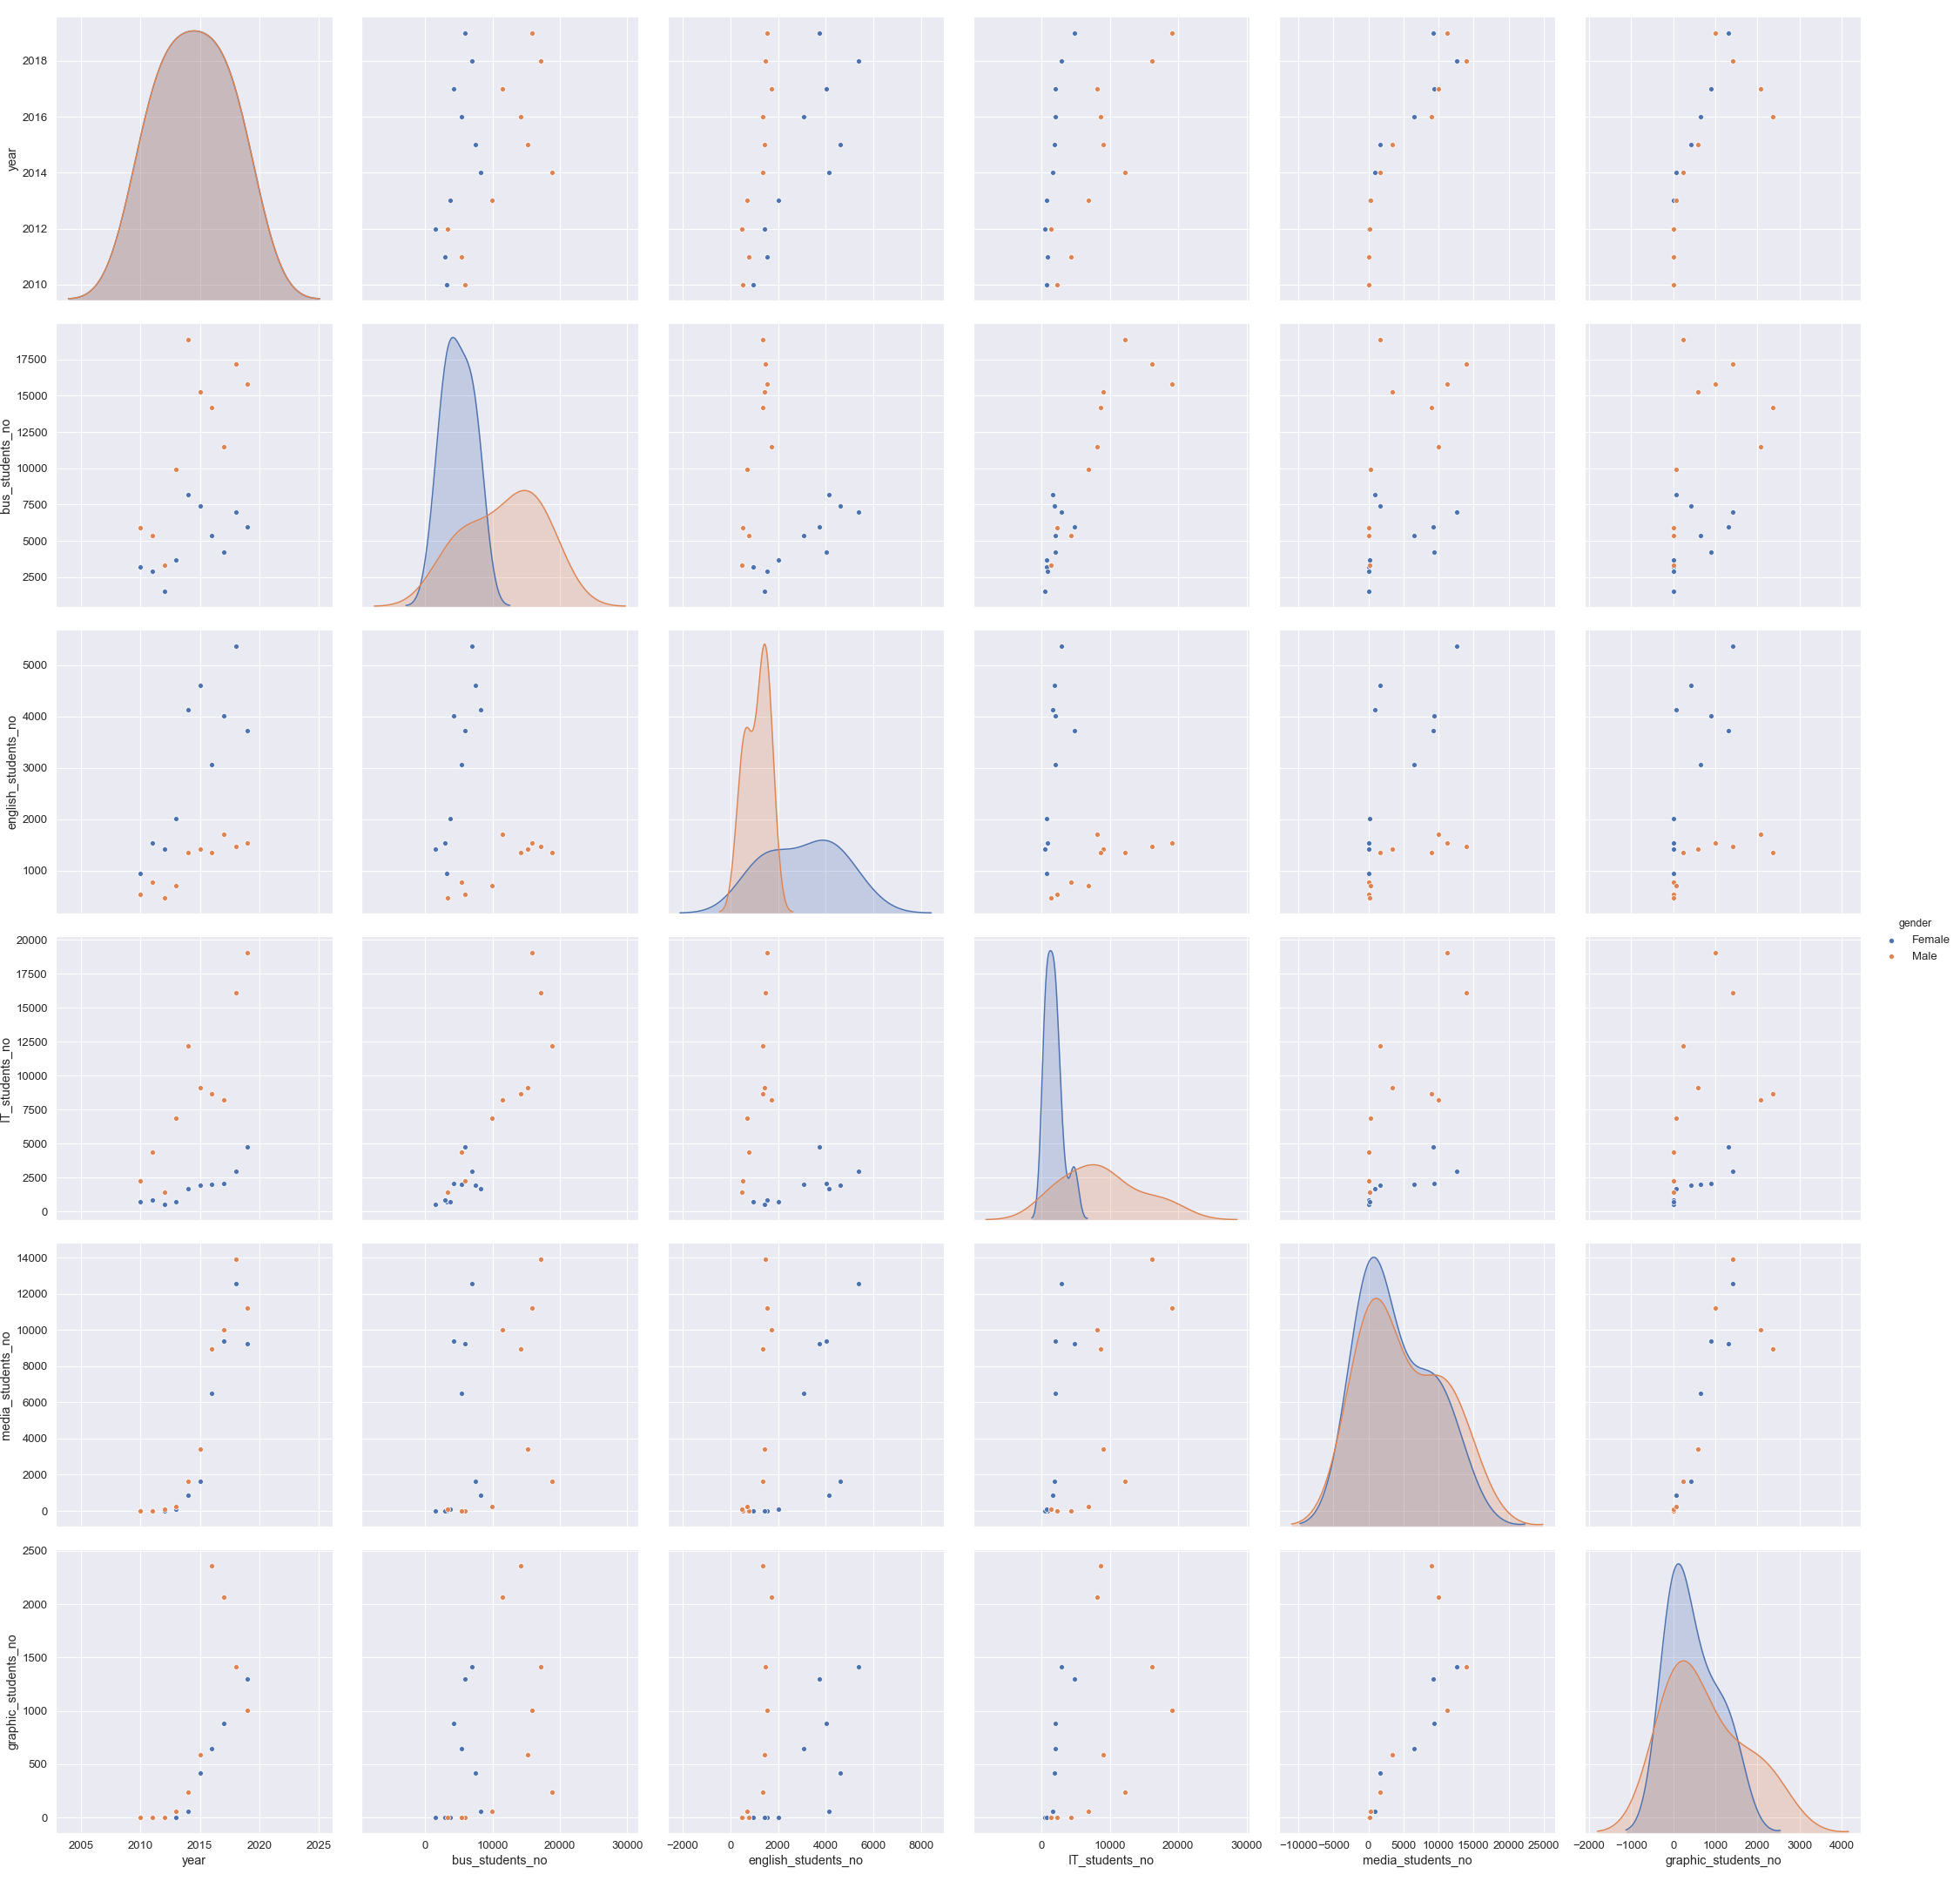 year
2018
2016
2014
2012
2010
bus_students_no
17500
15000
12500
10000
7500
5000
2500
english_students_no
5000
4000
3000
2000
1000
gender
Female
Male
IT_students_no
20000
17500
15000
12500
10000
7500
5000
2500
0
media_students_no
14000
12000
10000
8000
6000
4000
2000
0
graphic_students_no
2500
2000
1500
1000
500
0
2005 2010 2015 2020 2025
year
0 10000 20000 30000
bus_students_no
−2000 0 2000 4000 6000 8000
english_students_no
0 10000 20000 30000
IT_students_no
−10000 −5000 0 5000 10000 15000 20000 25000
media_students_no
−2000 −1000 0 1000 2000 3000 4000
graphic_students_no